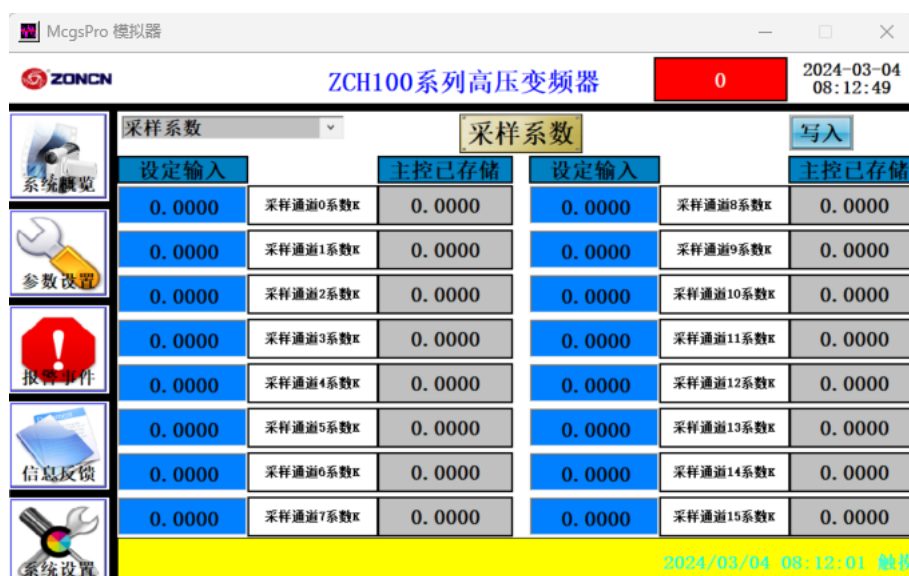 McgsPro 模拟器
ZONCN
ZCH100系列高压变频器
0
2024-03-04
08:12:49
采样系数
采样系数
写入
设定输入 主控已存储 设定输入 主控已存储
0.0000 采样通道0系数K 0.0000 0.0000 采样通道8系数K 0.0000
0.0000 采样通道1系数K 0.0000 0.0000 采样通道9系数K 0.0000
0.0000 采样通道2系数K 0.0000 0.0000 采样通道10系数K 0.0000
0.0000 采样通道3系数K 0.0000 0.0000 采样通道11系数K 0.0000
0.0000 采样通道4系数K 0.0000 0.0000 采样通道12系数K 0.0000
0.0000 采样通道5系数K 0.0000 0.0000 采样通道13系数K 0.0000
0.0000 采样通道6系数K 0.0000 0.0000 采样通道14系数K 0.0000
0.0000 采样通道7系数K 0.0000 0.0000 采样通道15系数K 0.0000
系统概览
参数设置
报警事件
信息反馈
系统设置
2024/03/04 08:12:01 触